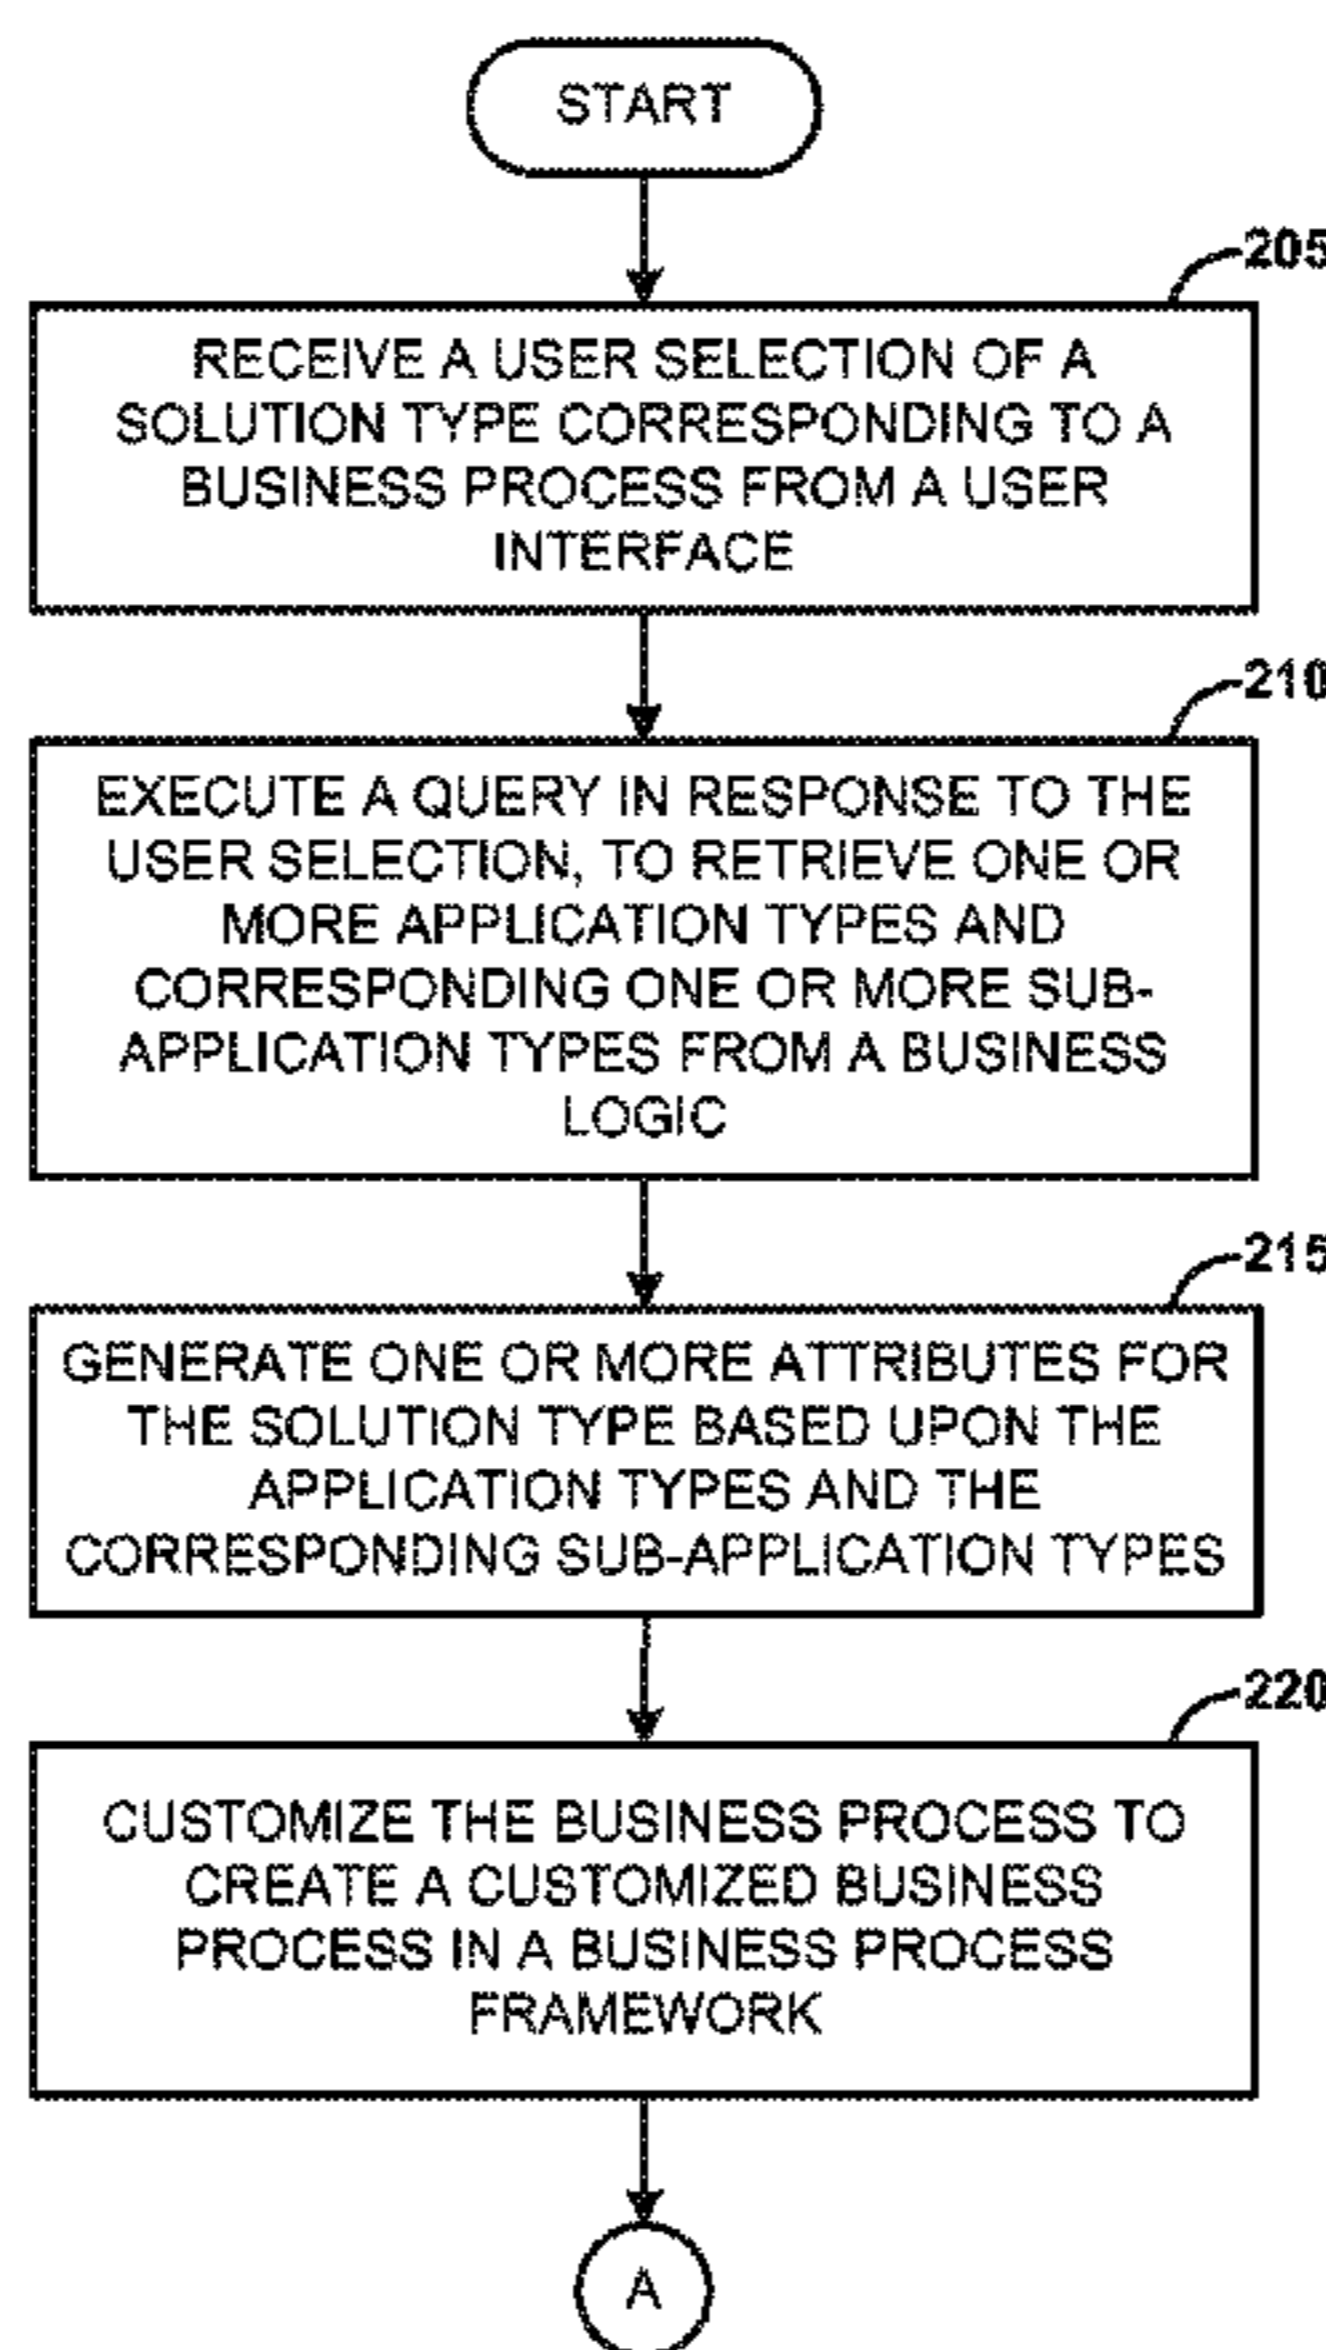 START
205
RECEIVE A USER SELECTION OF A
SOLUTION TYPE CORRESPONDING TO A
BUSINESS PROCESS FROM A USER
INTERFACE
210
EXECUTE A QUERY IN RESPONSE TO THE
USER SELECTION, TO RETRIEVE ONE OR
MORE APPLICATION TYPES AND
CORRESPONDING ONE OR MORE SUB-
APPLICATION TYPES FROM A BUSINESS
LOGIC
215
GENERATE ONE OR MORE ATTRIBUTES FOR
THE SOLUTION TYPE BASED UPON THE
APPLICATION TYPES AND THE
CORRESPONDING SUB-APPLICATION TYPES
220
CUSTOMIZE THE BUSINESS PROCESS TO
CREATE A CUSTOMIZED BUSINESS
PROCESS IN A BUSINESS PROCESS
FRAMEWORK
A